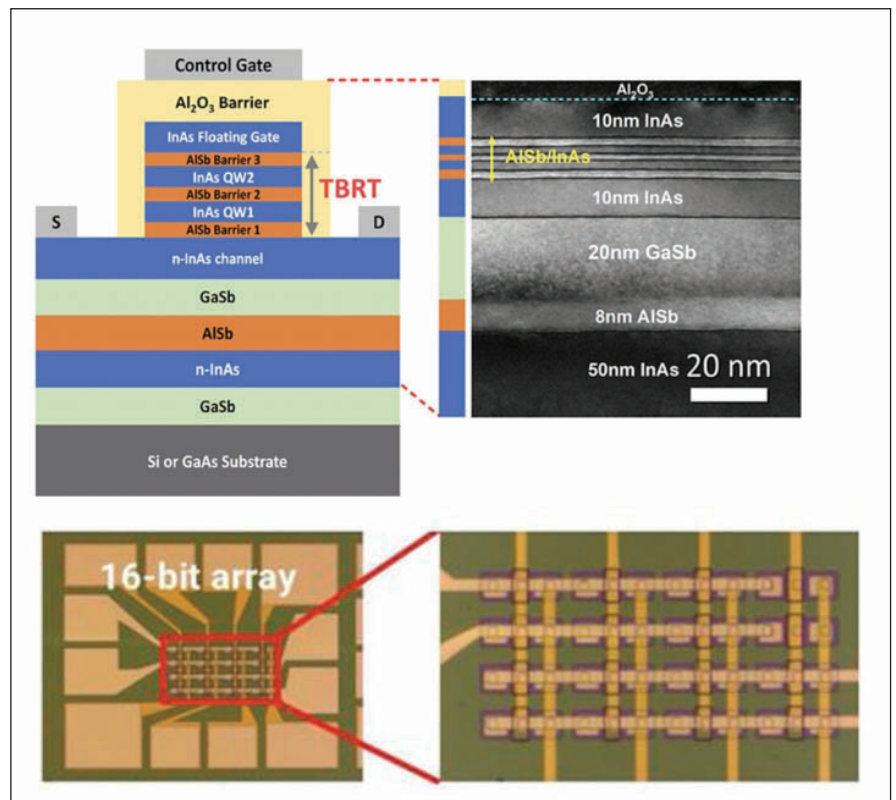 Control Gate
Al₂O₃ Barrier
InAs Floating Gate
AlSb Barrier 3
InAs QW2
AlSb Barrier 2
InAs QW1
AlSb Barrier 1
TBRT
S
D
n-InAs channel
GaSb
AlSb
n-InAs
GaSb
Si or GaAs Substrate
Al₂O₃
10nm InAs
AlSb/InAs
10nm InAs
20nm GaSb
8nm AlSb
50nm InAs
20 nm
16-bit array